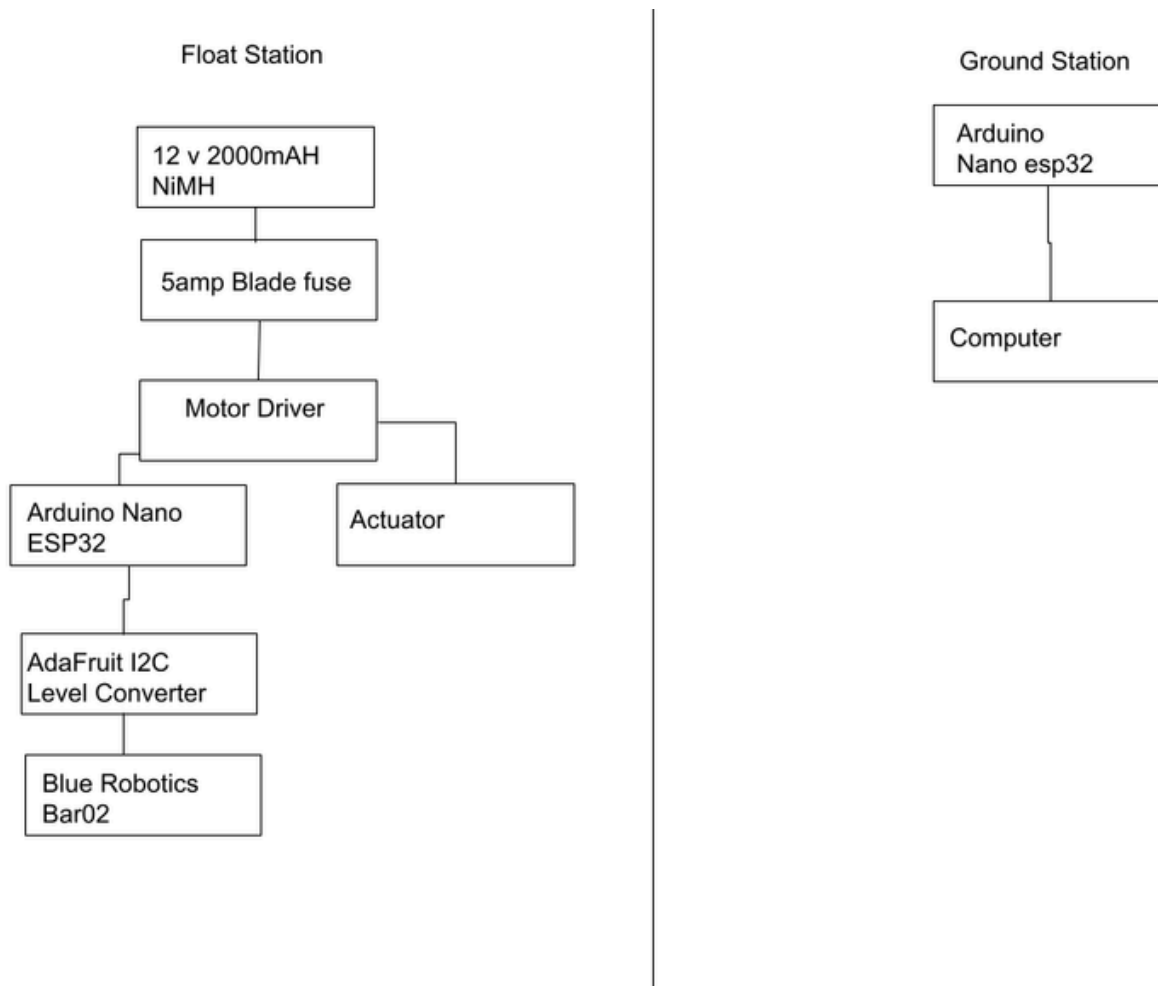 Float Station
12 v 2000mAH
NiMH
5amp Blade fuse
Motor Driver
Arduino Nano
ESP32
Actuator
AdaFruit I2C
Level Converter
Blue Robotics
Bar02
Ground Station
Arduino
Nano esp32
Computer